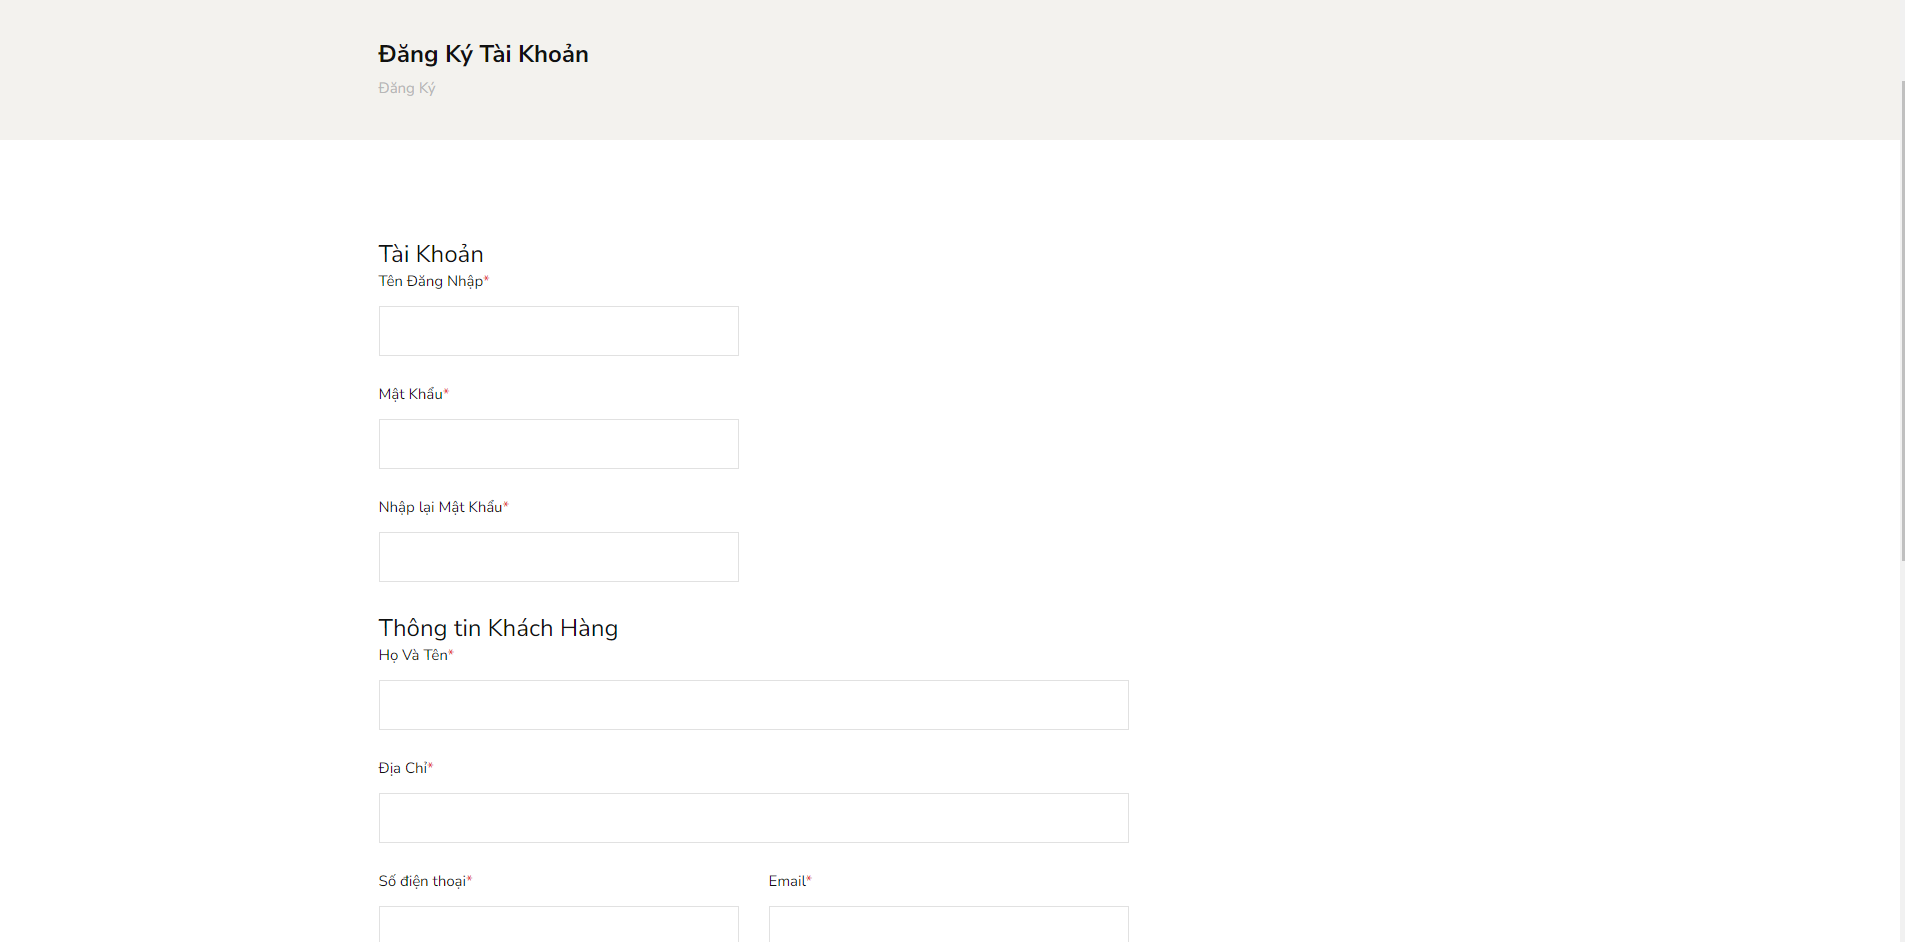 Đăng Ký Tài Khoản
Đăng Ký
Tài Khoản
Tên Đăng Nhập*
Mật Khẩu*
Nhập lại Mật Khẩu*
Thông tin Khách Hàng
Họ Và Tên*
Địa Chỉ*
Số điện thoại* Email*